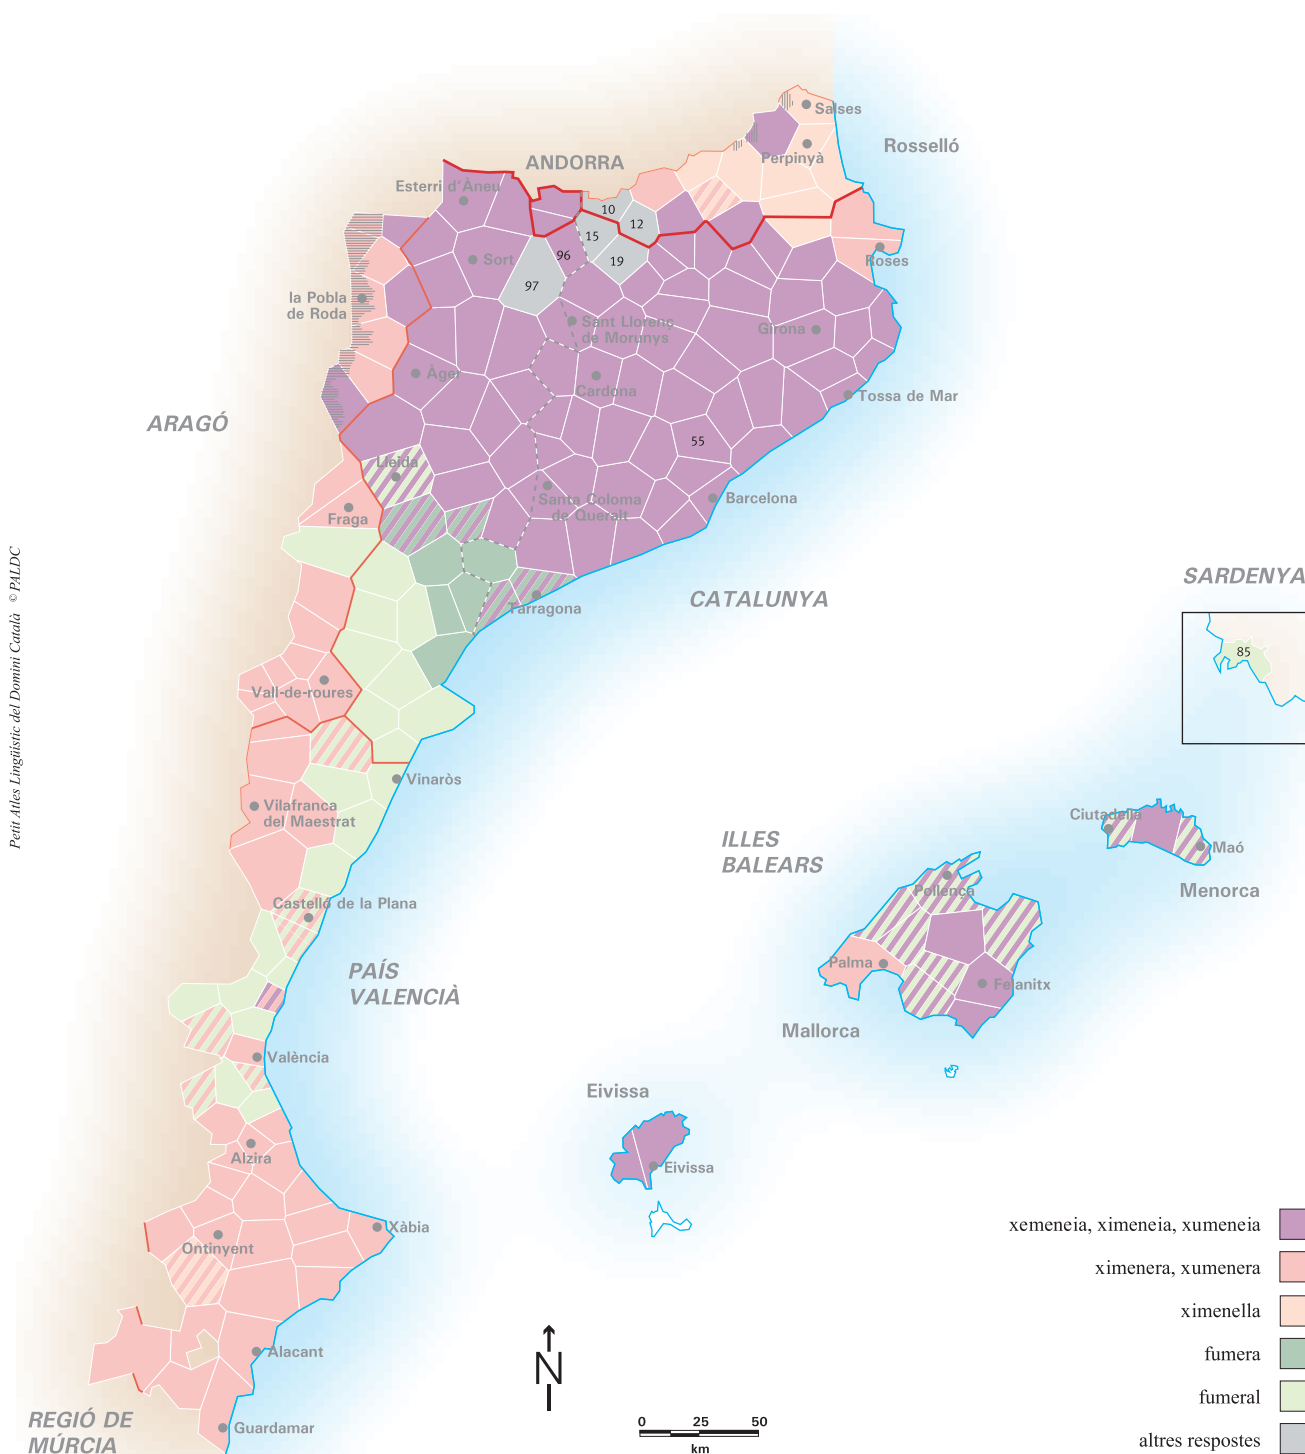 Salses
Rosselló
Perpinyà
ANDORRA
Esterri d'Àneu
10
12
15
Roses
96
19
Sort
97
la Pobla
de Roda
Sant Llorenç
de Morunys
Girona
Àger
Cardona
Tossa de Mar
ARAGÓ
55
Lleida
Santa Coloma
de Queralt
Barcelona
Fraga
Petit Atles Lingüístic del Domini Català © PALDC
SARDENYA
CATALUNYA
Tarragona
85
Vall-de-roures
Vinaròs
Vilafranca
del Maestrat
Ciutadella
Maó
ILLES
BALEARS
Pollença
Menorca
Castelló de la Plana
PAÍS
VALENCIÀ
Palma
Felanitx
Mallorca
València
Eivissa
Alzira
Eivissa
Xàbia
Ontinyent
xemeneia, ximeneia, xumeneia
ximenera, xumenera
ximenella
fumera
fumeral
altres respostes
Alacant
N
REGIÓ DE
MÚRCIA
Guardamar
0 25 50
km